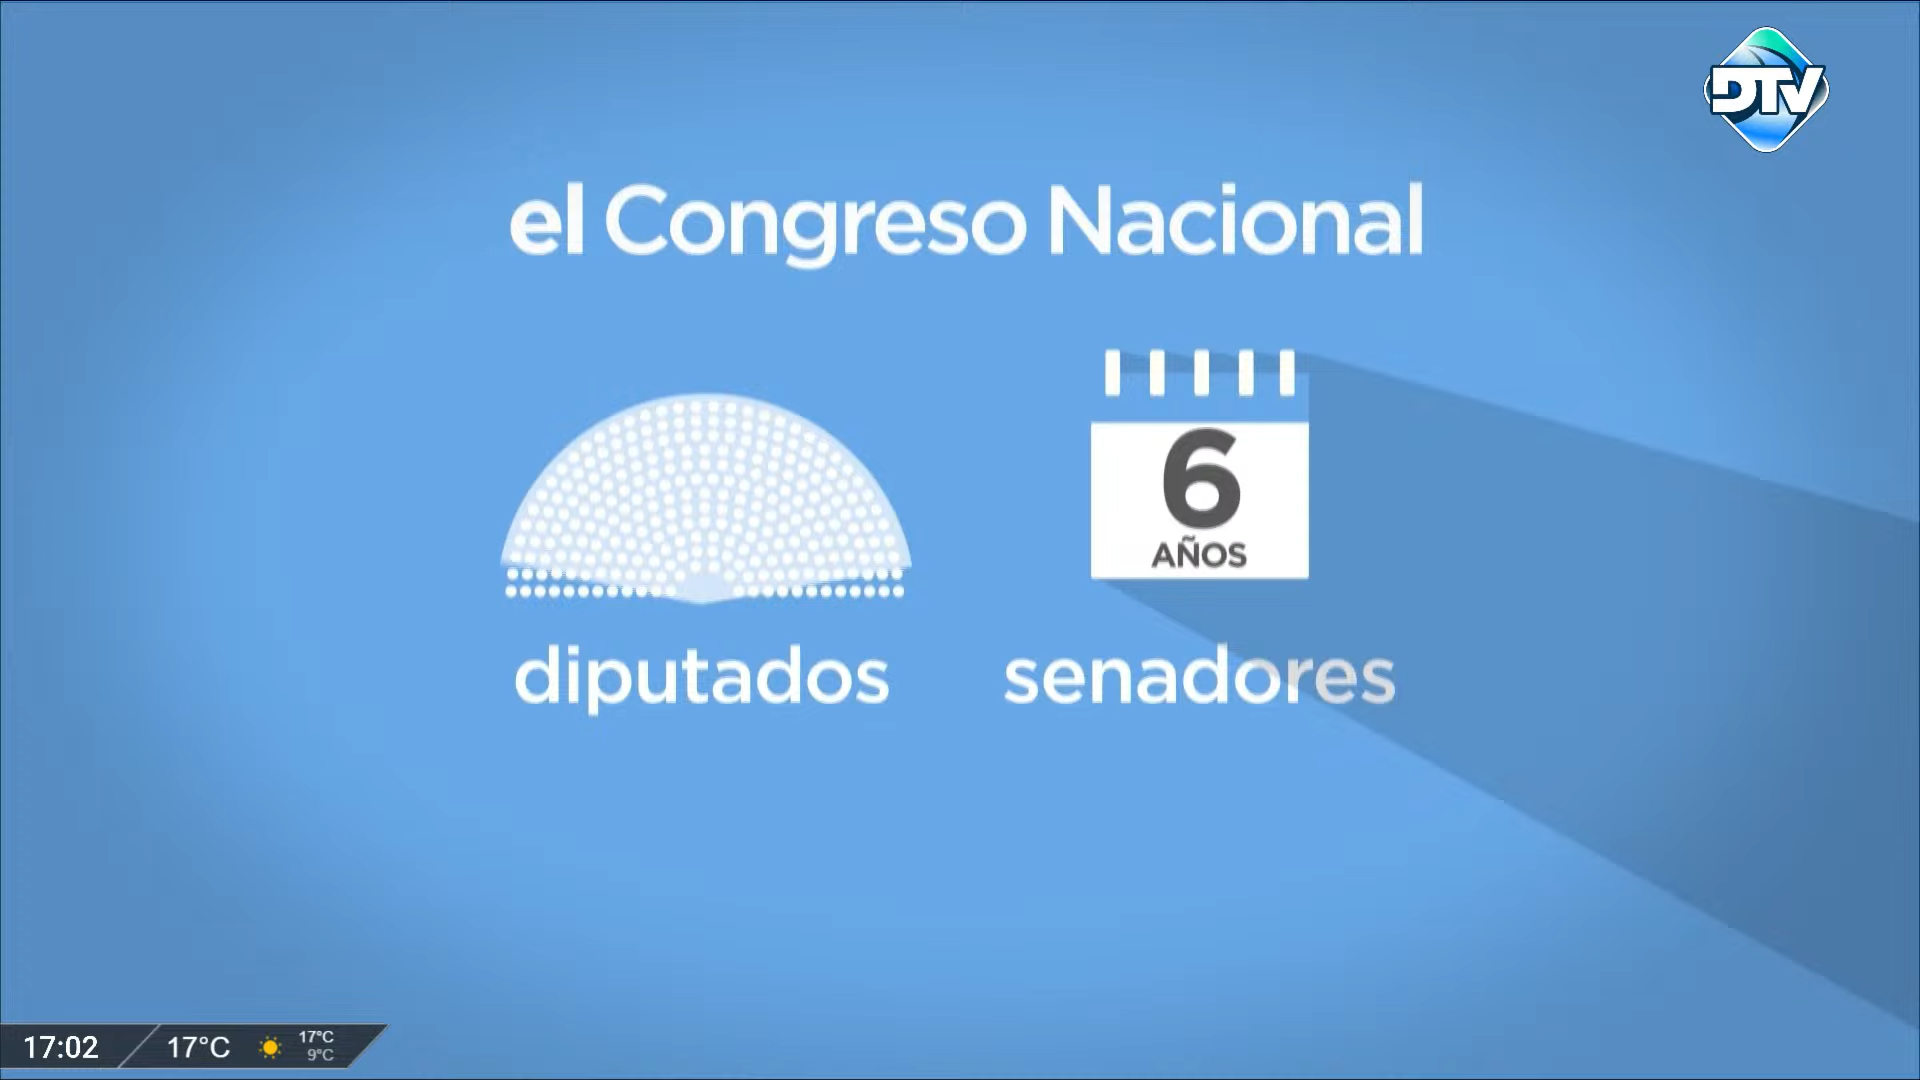 DTV
el Congreso Nacional
6
AÑOS
diputados
senadores
17:02
17°C
17°C
9°C